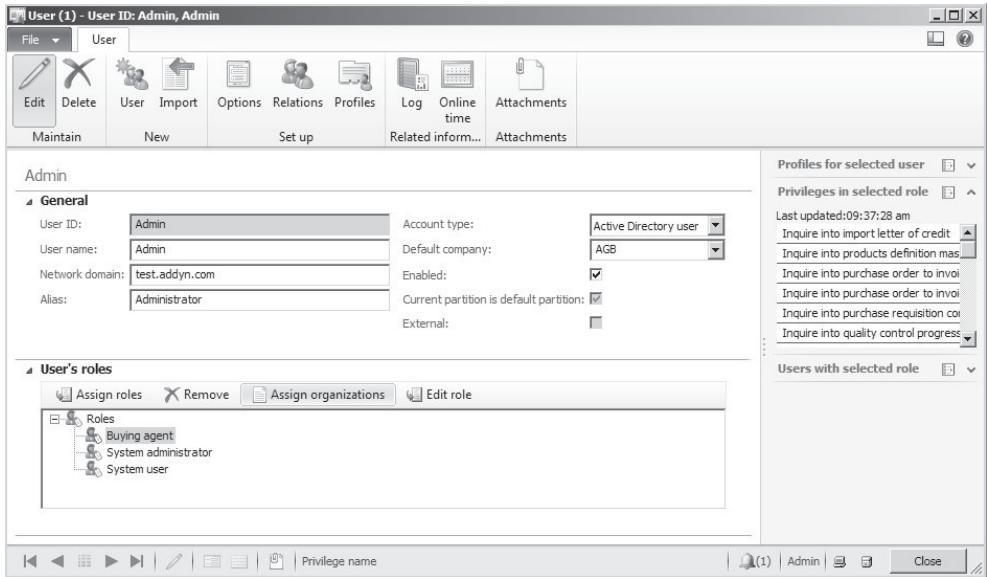 User (1) - User ID: Admin, Admin
File
User
Edit
Delete
User
Import
Options
Relations
Profiles
Log
Online time
Attachments
Maintain
New
Set up
Related inform...
Attachments
Admin
General
User ID:
Admin
User name:
Admin
Network domain:
test.addyn.com
Alias:
Administrator
Account type:
Active Directory user
Default company:
AGB
Enabled:
Current partition is default partition:
External:
User's roles
Assign roles
Remove
Assign organizations
Edit role
Roles
Buying agent
System administrator
System user
Profiles for selected user
Privileges in selected role
Last updated:09:37:28 am
Inquire into import letter of credit
Inquire into products definition mas
Inquire into purchase order to invoi
Inquire into purchase order to invoi
Inquire into purchase requisition co
Inquire into quality control progress
Users with selected role
Privilege name
(1)
Admin
Close